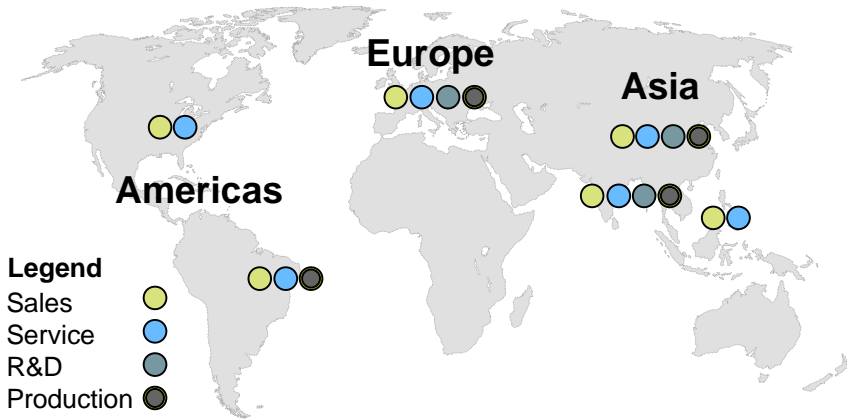 Europe
Asia
Americas
Legend
Sales
Service
R&D
Production